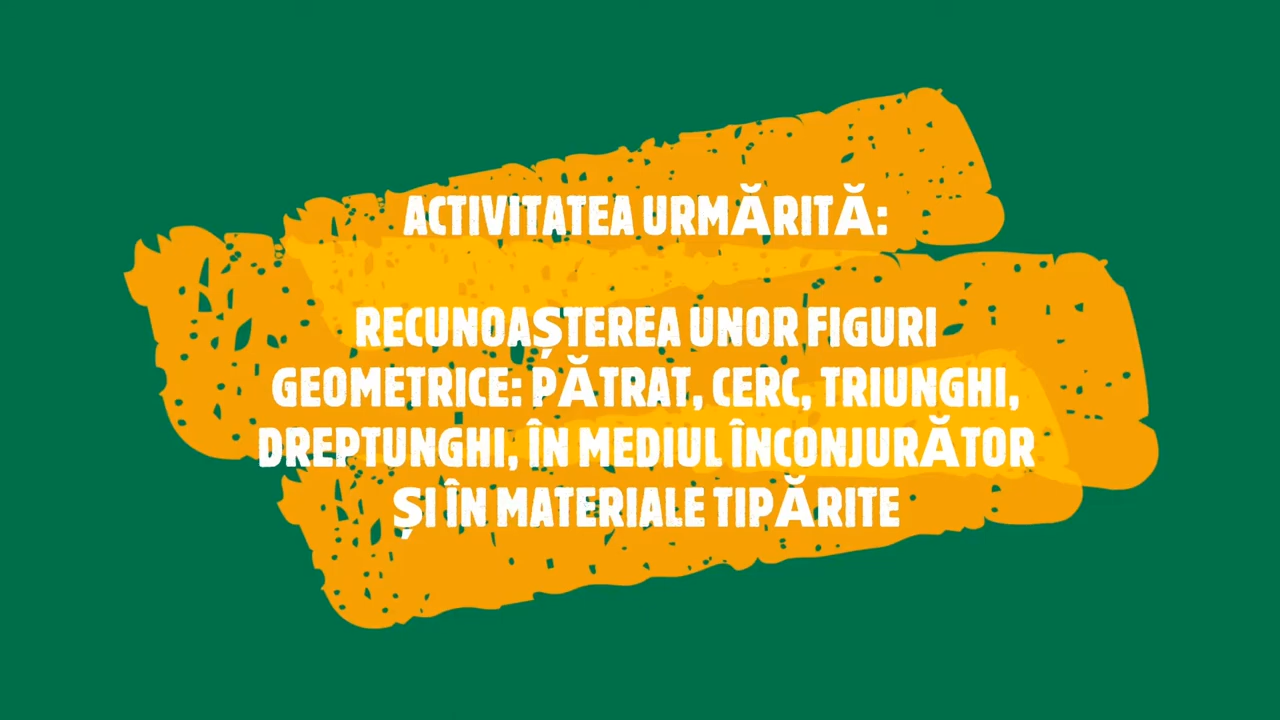 ACTIVITATEA URMĂRITĂ:
RECUNOAȘTEREA UNOR FIGURI
GEOMETRICE: PĂTRAT, CERC, TRIUNGHI,
DREPTUNGHI, ÎN MEDIUL ÎNCONJURĂTOR
ȘI ÎN MATERIALE TIPĂRITE